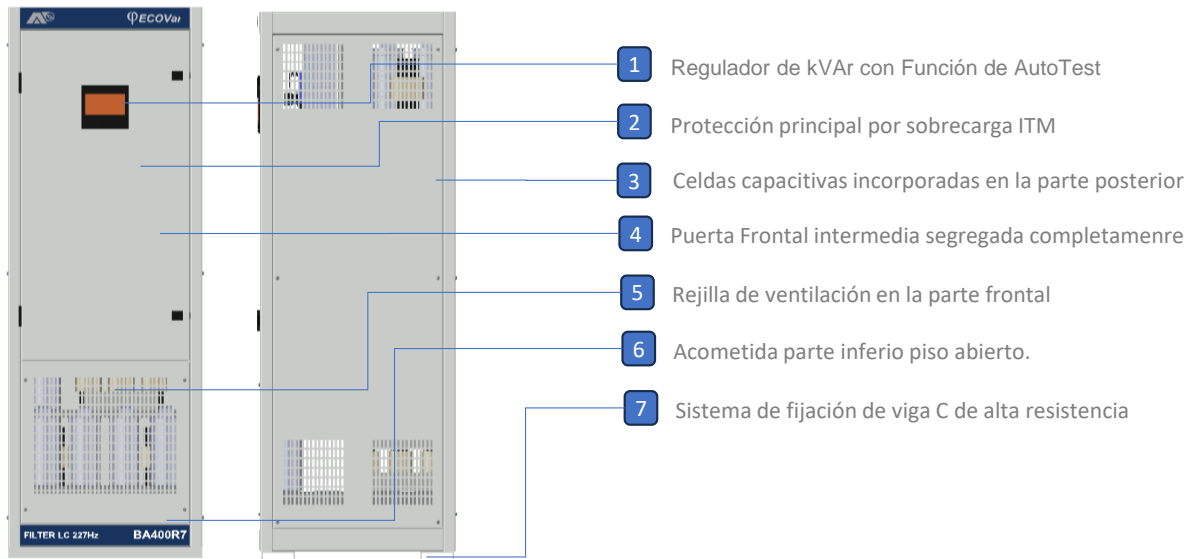 φECOVar
1 Regulador de kVAr con Función de AutoTest
2 Protección principal por sobrecarga ITM
3 Celdas capacitivas incorporadas en la parte posterior
4 Puerta Frontal intermedia segregada completamenre
5 Rejilla de ventilación en la parte frontal
6 Acometida parte inferio piso abierto.
7 Sistema de fijación de viga C de alta resistencia
FILTER LC 227Hz BA400R7